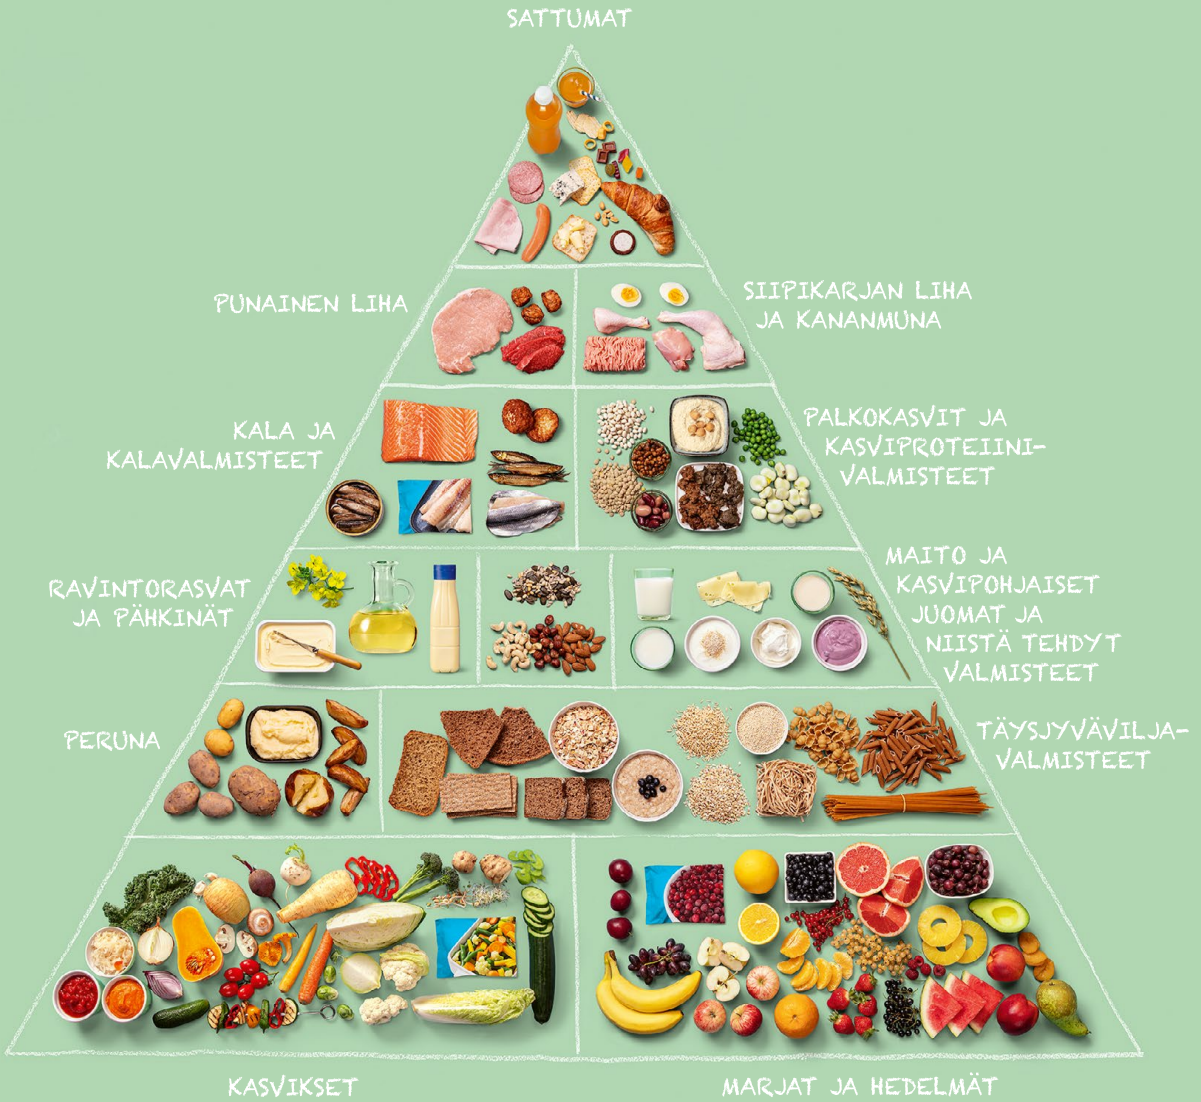 SATTUMAT
PUNAINEN LIHA
SIIPIKARJAN LIHA
JA KANANMUNA
KALA JA
KALAVALMISTEET
PALKOKASVIT JA
KASVIPROTEIINI-
VALMISTEET
RAVINTORASVAT
JA PÄHKINÄT
MAITO JA
KASVIPOHJAISET
JUOMAT JA
NIISTÄ TEHDYT
VALMISTEET
PERUNA
TÄYSJYVÄVILJA-
VALMISTEET
KASVIKSET
MARJAT JA HEDELMÄT